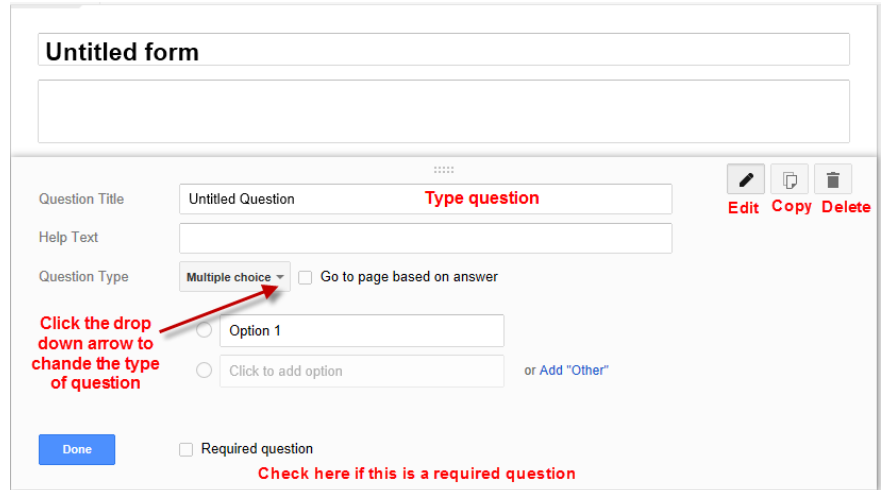 Untitled form
Question Title
Untitled Question
Type question
Edit
Copy
Delete
Help Text
Question Type
Multiple choice
Go to page based on answer
Click the drop
down arrow to
chande the type
of question
Option 1
Click to add option
or Add "Other"
Done
Required question
Check here if this is a required question